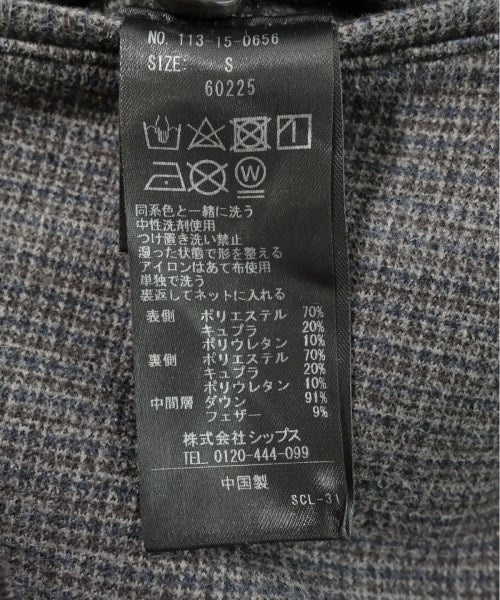 NO. 113-15-0656
SIZE: S
60225
W
同系色と一緒に洗う
中性洗剤使用
つけ置き洗い禁止
湿った状態で形を整える
アイロンはあて布使用
単独で洗う
裏返してネットに入れる
表側 ポリエステル 70%
キュプラ 20%
ポリウレタン 10%
裏側 ポリエステル 70%
キュプラ 20%
ポリウレタン 10%
中間層 ダウン 91%
フェザー 9%
株式会社シップス
TEL. 0120-444-099
中国製
SCL-31